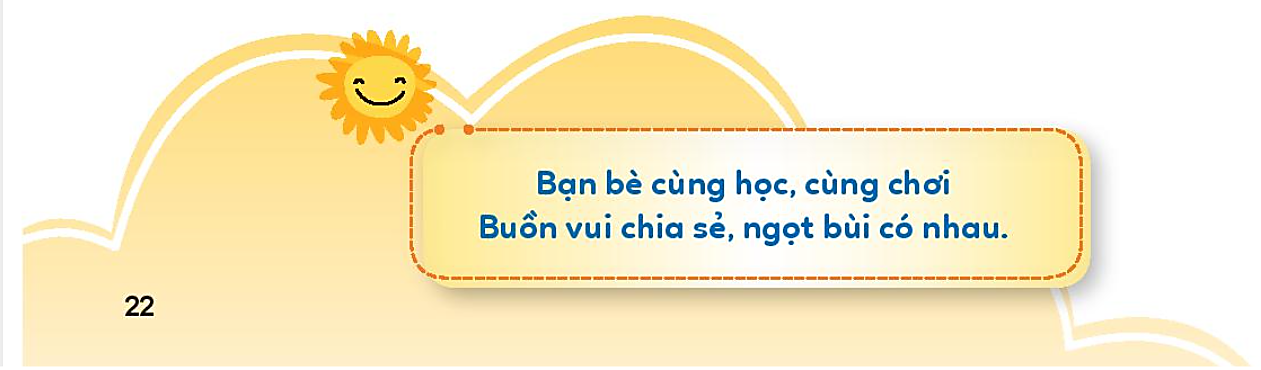 Bạn bè cùng học, cùng chơi
Buồn vui chia sẻ, ngọt bùi có nhau.
22